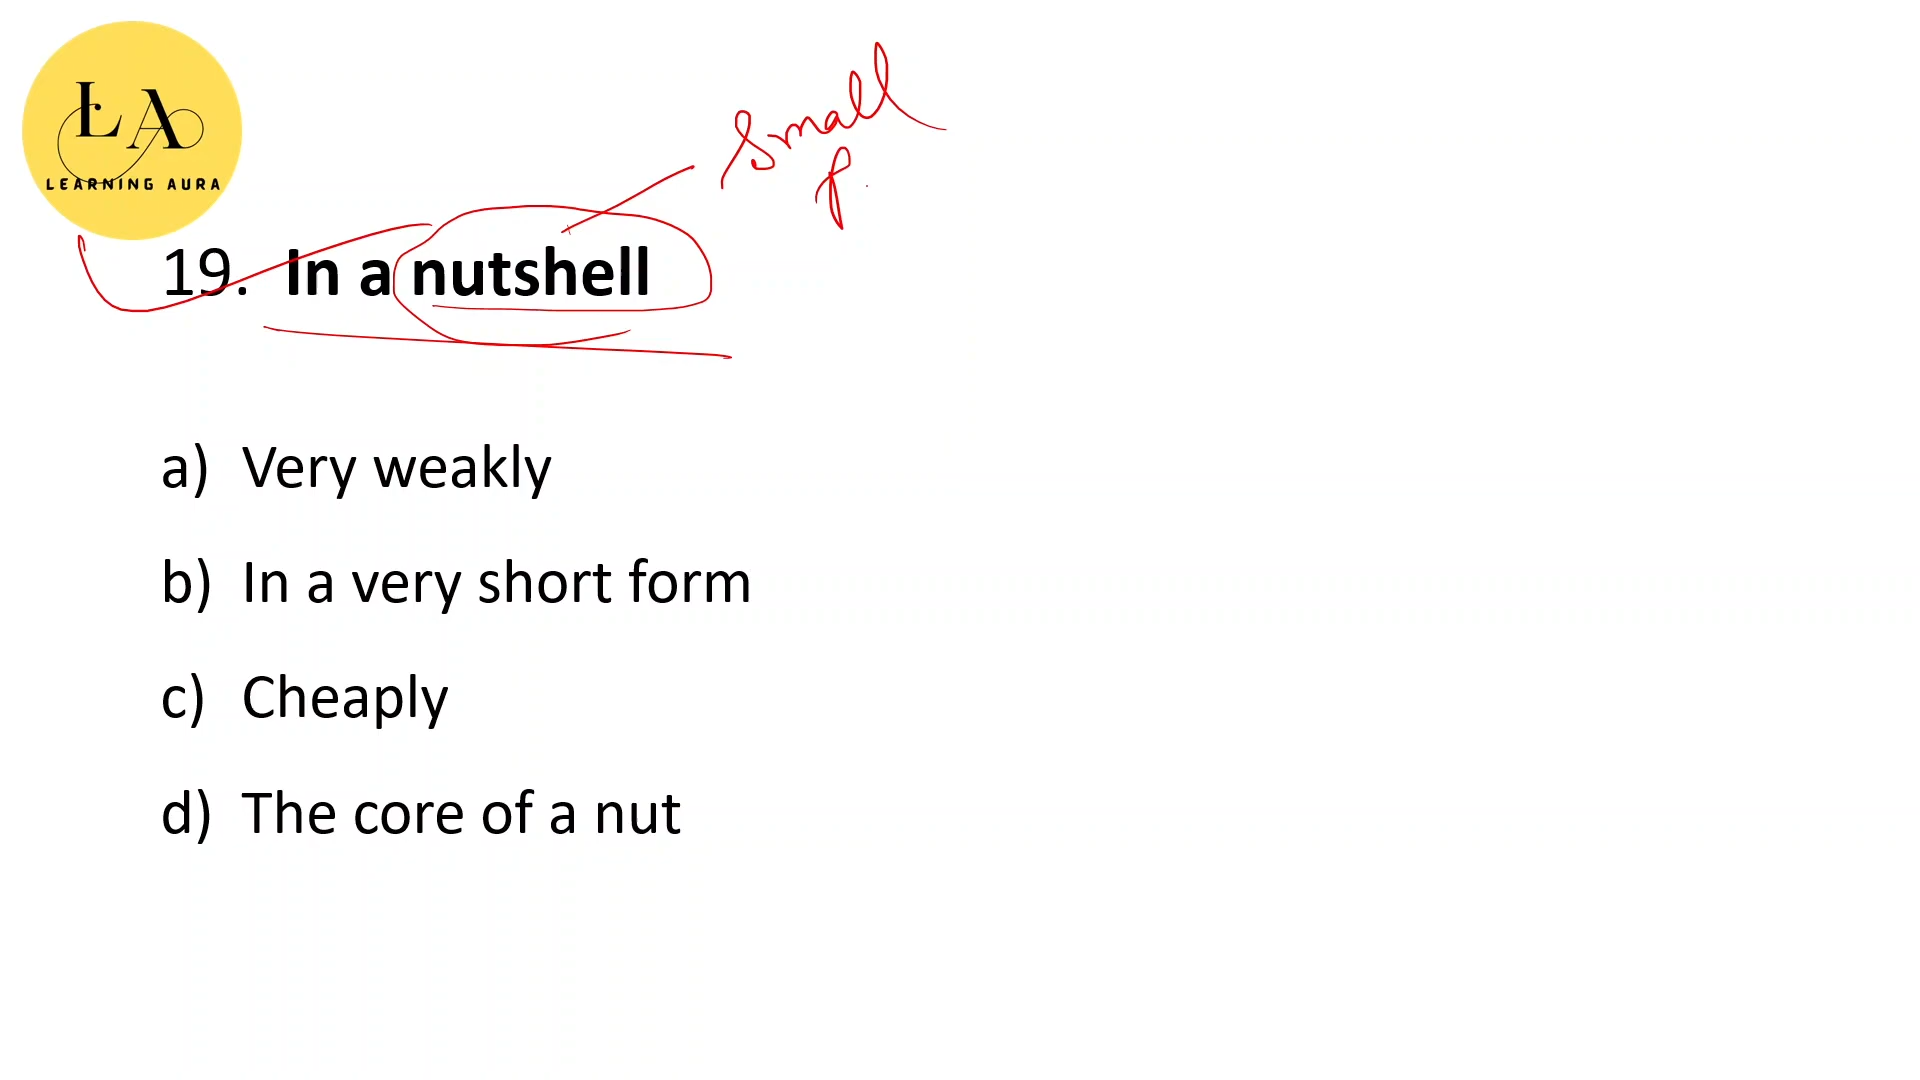 LA
LEARNING AURA
small
p
19. In a nutshell
a) Very weakly
b) In a very short form
c) Cheaply
d) The core of a nut